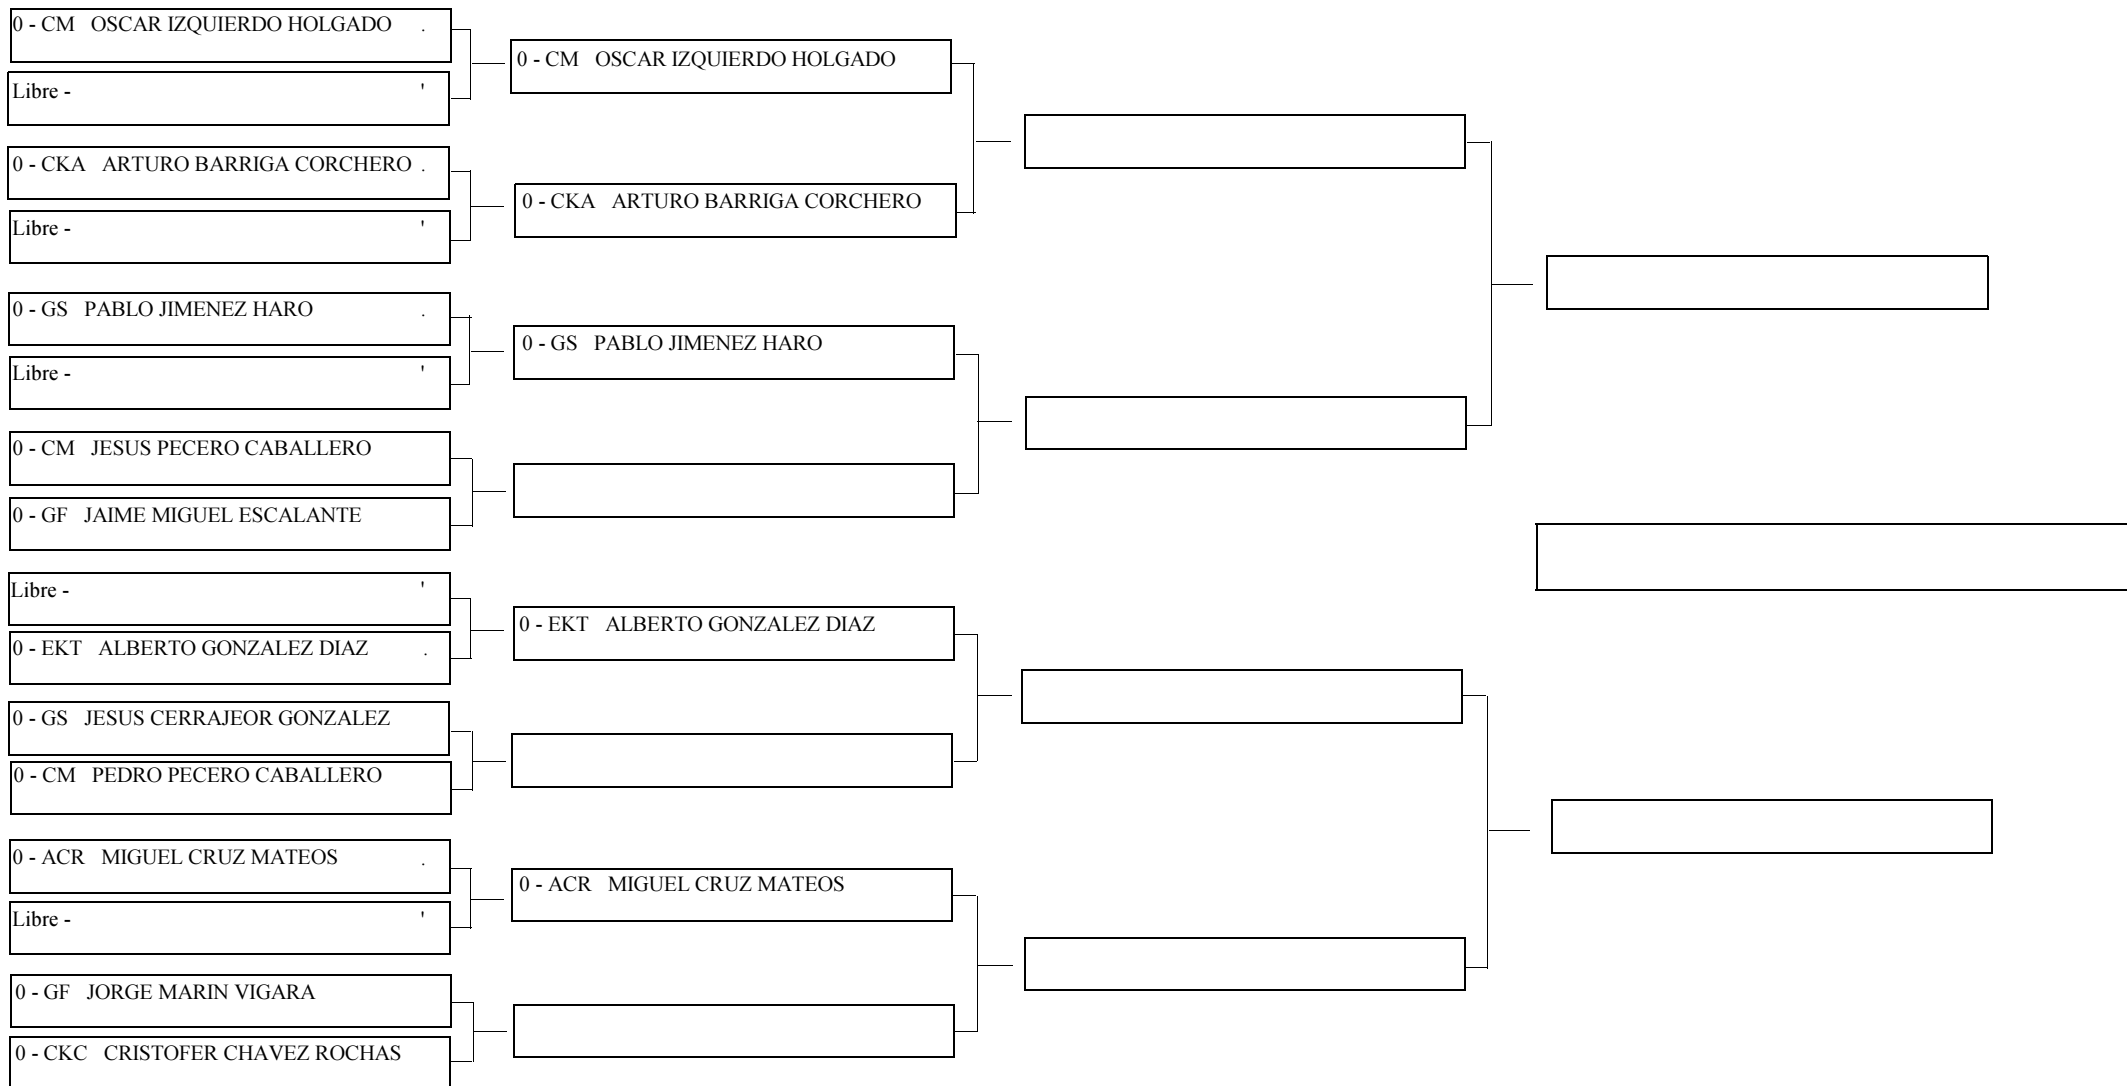 0 - CM OSCAR IZQUIERDO HOLGADO .
Libre - '
0 - CKA ARTURO BARRIGA CORCHERO .
Libre - '
0 - GS PABLO JIMENEZ HARO .
Libre - '
0 - CM JESUS PECERO CABALLERO
0 - GF JAIME MIGUEL ESCALANTE
Libre - '
0 - EKT ALBERTO GONZALEZ DIAZ .
0 - GS JESUS CERRAJEOR GONZALEZ
0 - CM PEDRO PECERO CABALLERO
0 - ACR MIGUEL CRUZ MATEOS .
Libre - '
0 - GF JORGE MARIN VIGARA
0 - CKC CRISTOFER CHAVEZ ROCHAS
0 - CM OSCAR IZQUIERDO HOLGADO
0 - CKA ARTURO BARRIGA CORCHERO
0 - GS PABLO JIMENEZ HARO
0 - EKT ALBERTO GONZALEZ DIAZ
0 - ACR MIGUEL CRUZ MATEOS